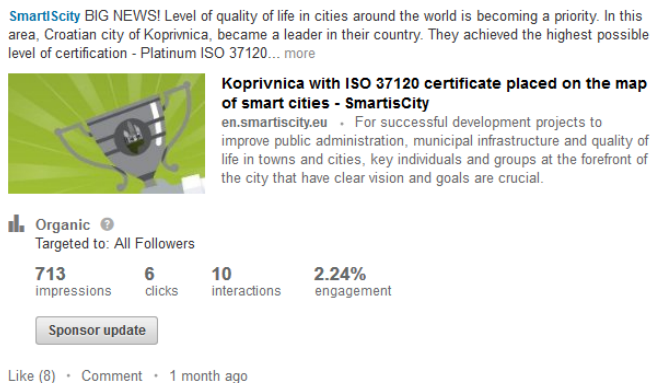 SmartIScity BIG NEWS! Level of quality of life in cities around the world is becoming a priority. In this
area, Croatian city of Koprivnica, became a leader in their country. They achieved the highest possible
level of certification - Platinum ISO 37120... more
Koprivnica with ISO 37120 certificate placed on the map
of smart cities - SmartisCity
en.smartiscity.eu • For successful development projects to
improve public administration, municipal infrastructure and quality of
life in towns and cities, key individuals and groups at the forefront of
the city that have clear vision and goals are crucial.
Organic ?
Targeted to: All Followers
713 6 10 2.24%
impressions clicks interactions engagement
Sponsor update
Like (8) • Comment • 1 month ago